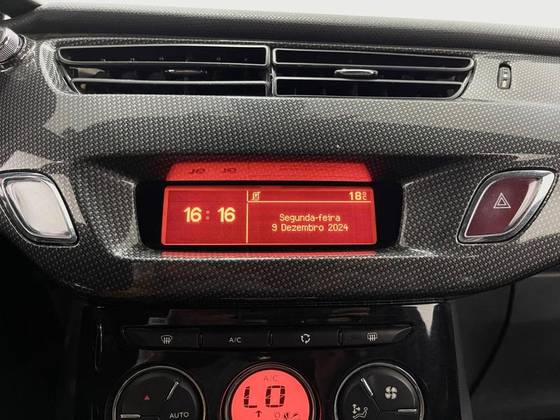 18°C
16:16
Segunda-feira
9 Dezembro 2024
A/C
A/C
AUTO
LO